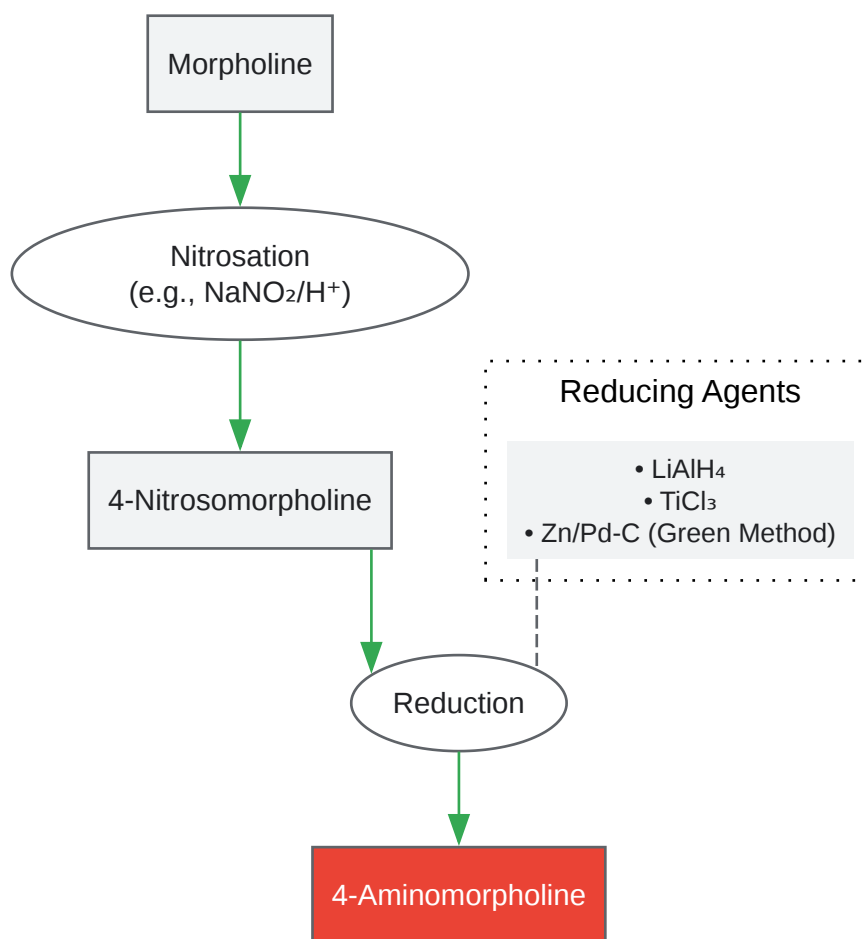 Morpholine
Nitrosation
(e.g., NaNO₂/H⁺)
Reducing Agents
• LiAlH₄
• TiCl₃
• Zn/Pd-C (Green Method)
4-Nitrosomorpholine
Reduction
4-Aminomorpholine